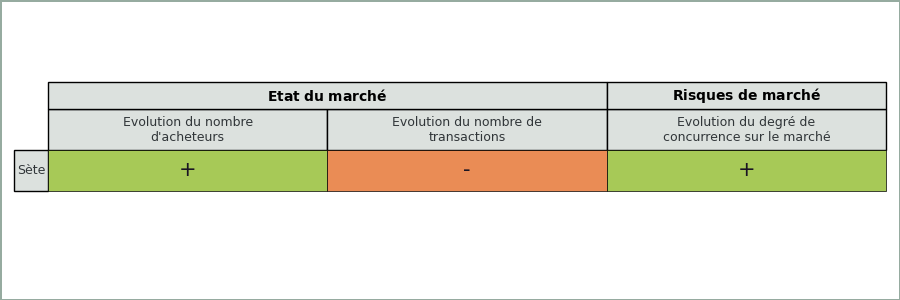 Etat du marché
Risques de marché
Evolution du nombre
d'acheteurs
Evolution du nombre de
transactions
Evolution du degré de
concurrence sur le marché
Sète
+
-
+